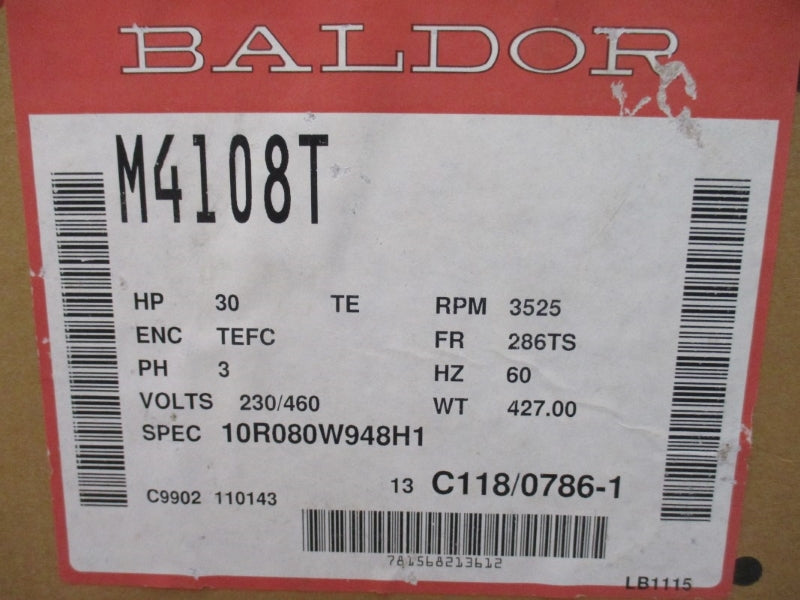 BALDOR
M4108T
HP 30 TE RPM 3525
ENC TEFC FR 286TS
PH 3 HZ 60
VOLTS 230/460 WT 427.00
SPEC 10R080W948H1
13 C118/0786-1
C9902 110143
781568213612
LB1115